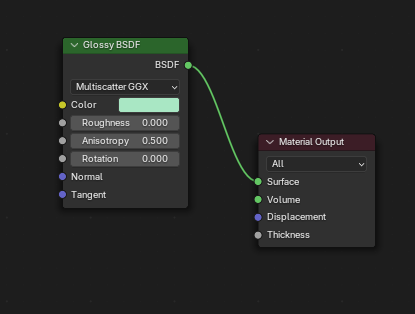 Glossy BSDF
BSDF
Multiscatter GGX
Color
Roughness 0.000
Anisotropy 0.500
Rotation 0.000
Normal
Tangent
Material Output
All
Surface
Volume
Displacement
Thickness